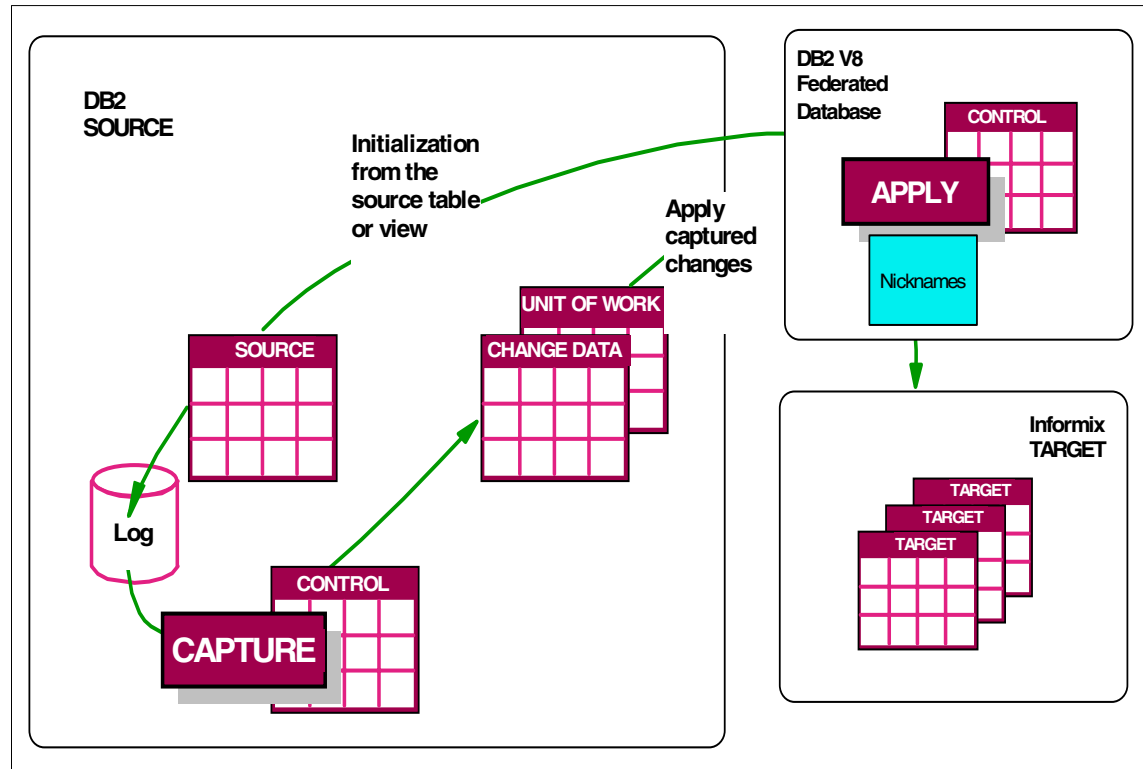 DB2
SOURCE
Initialization
from the
source table
or view
Apply
captured
changes
UNIT OF WORK
CHANGE DATA
SOURCE
Log
CONTROL
CAPTURE
DB2 V8
Federated
Database
CONTROL
APPLY
Nicknames
Informix
TARGET
TARGET
TARGET
TARGET